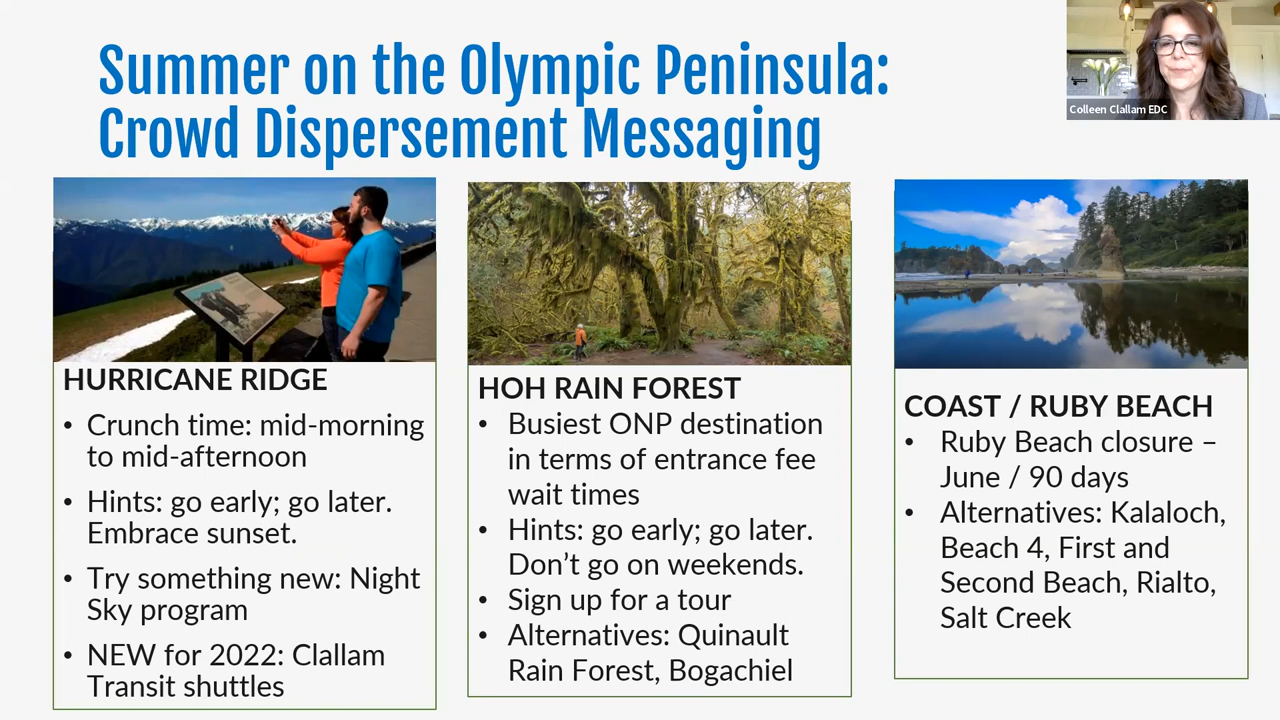 Summer on the Olympic Peninsula:
Crowd Dispersement Messaging
Colleen Clallam EDC
HURRICANE RIDGE
• Crunch time: mid-morning
to mid-afternoon
• Hints: go early; go later.
Embrace sunset.
• Try something new: Night
Sky program
• NEW for 2022: Clallam
Transit shuttles
HOH RAIN FOREST
• Busiest ONP destination
in terms of entrance fee
wait times
• Hints: go early; go later.
Don’t go on weekends.
• Sign up for a tour
• Alternatives: Quinault
Rain Forest, Bogachiel
COAST / RUBY BEACH
• Ruby Beach closure –
June / 90 days
• Alternatives: Kalaloch,
Beach 4, First and
Second Beach, Rialto,
Salt Creek